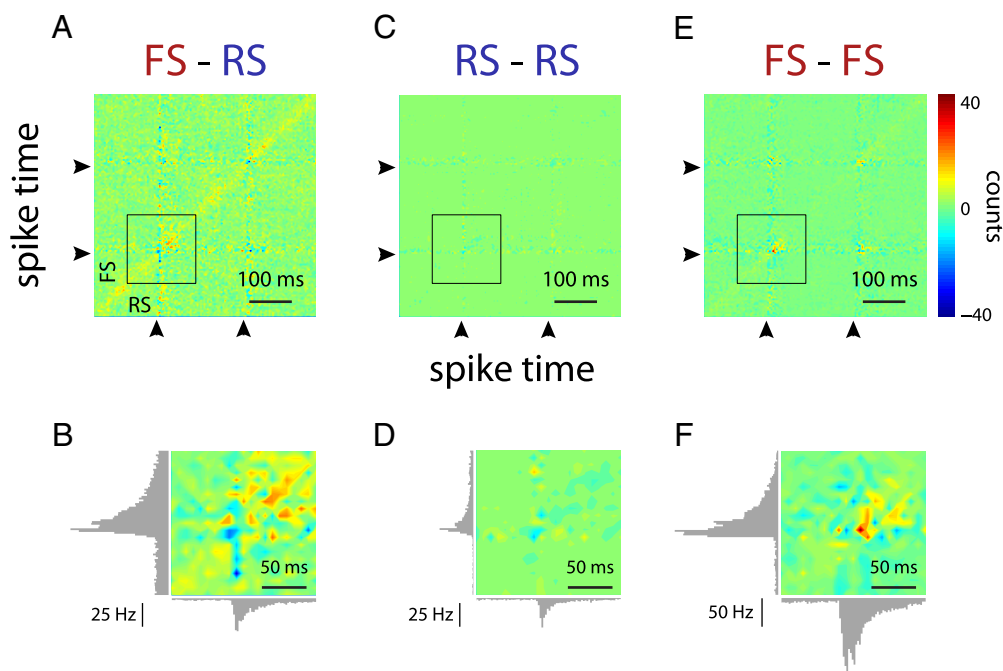 A
FS - RS
C
RS - RS
E
FS - FS
spike time
FS
RS
100 ms
100 ms
100 ms
40
0
−40
counts
spike time
B
50 ms
25 Hz
D
50 ms
25 Hz
F
50 ms
50 Hz